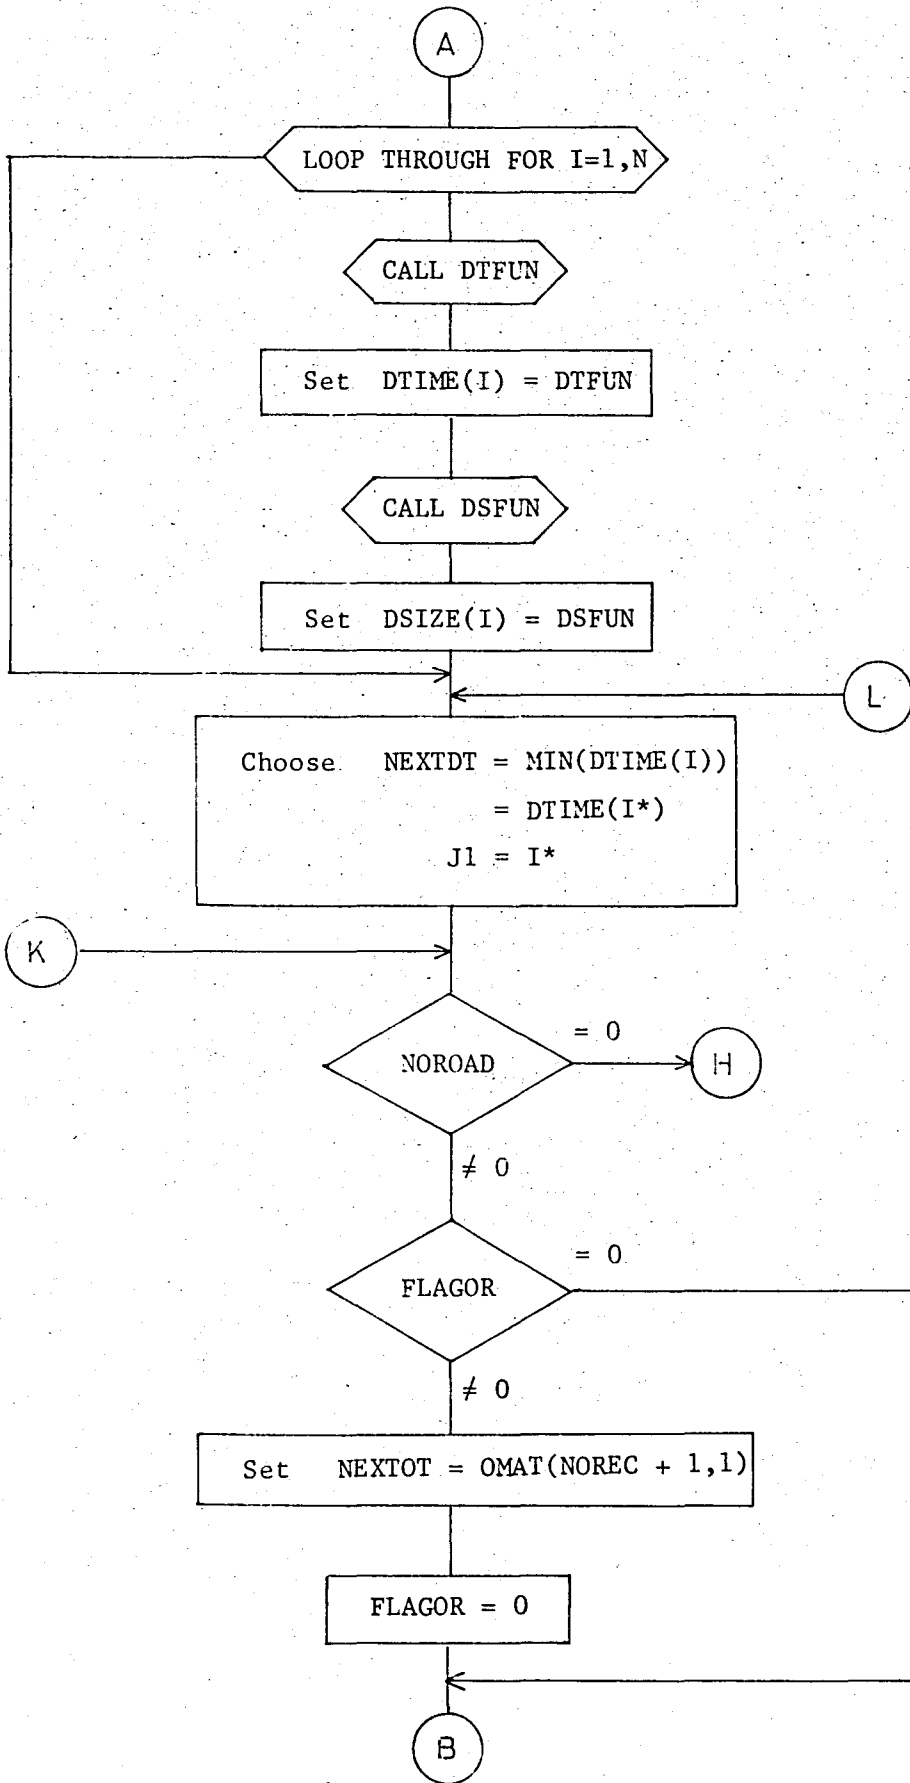 A
LOOP THROUGH FOR I=1,N
CALL DTFUN
Set DTIME(I) = DTFUN
CALL DSFUN
Set DSIZE(I) = DSFUN
L
Choose NEXTDT = MIN(DTIME(I))
= DTIME(I*)
J1 = I*
K
= 0
NOROAD
H
≠ 0
= 0
FLAGOR
≠ 0
Set NEXTOT = OMAT(NOREC + 1,1)
FLAGOR = 0
B